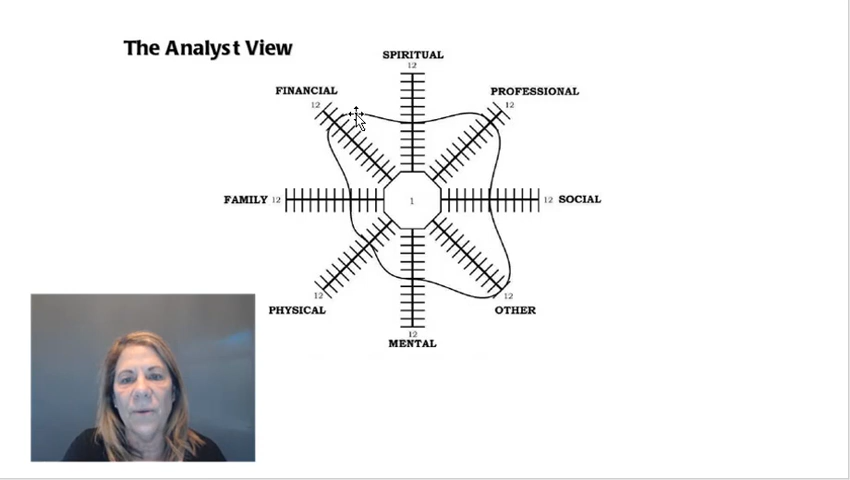 The Analyst View
SPIRITUAL
12
FINANCIAL
12
PROFESSIONAL
12
FAMILY 12
1
12 SOCIAL
12
PHYSICAL
12
OTHER
12
MENTAL